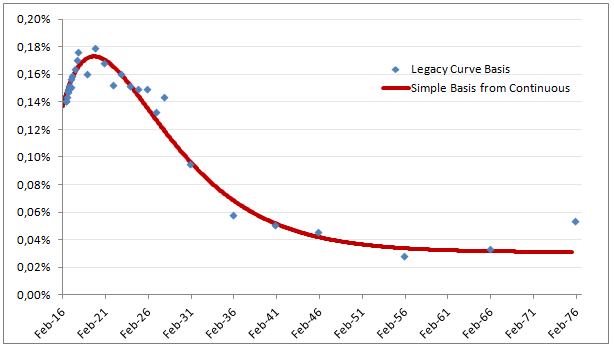 0,20%
0,18%
0,16%
0,14%
0,12%
0,10%
0,08%
0,06%
0,04%
0,02%
0,00%
Legacy Curve Basis
Simple Basis from Continuous
Feb-16
Feb-21
Feb-26
Feb-31
Feb-36
Feb-41
Feb-46
Feb-51
Feb-56
Feb-61
Feb-66
Feb-71
Feb-76